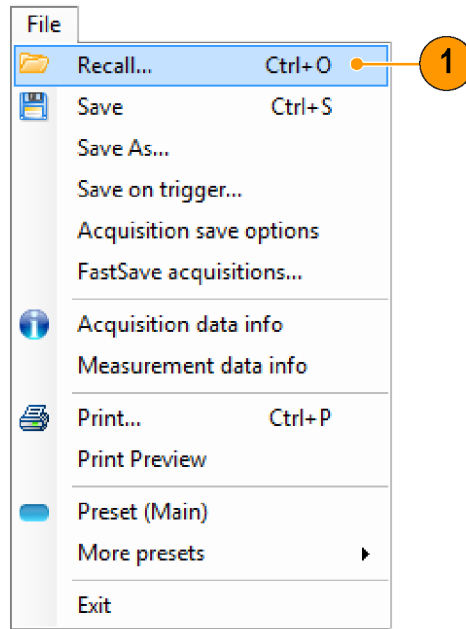 File
Recall... Ctrl+O 1
Save Ctrl+S
Save As...
Save on trigger...
Acquisition save options
FastSave acquisitions...
Acquisition data info
Measurement data info
Print... Ctrl+P
Print Preview
Preset (Main)
More presets
Exit